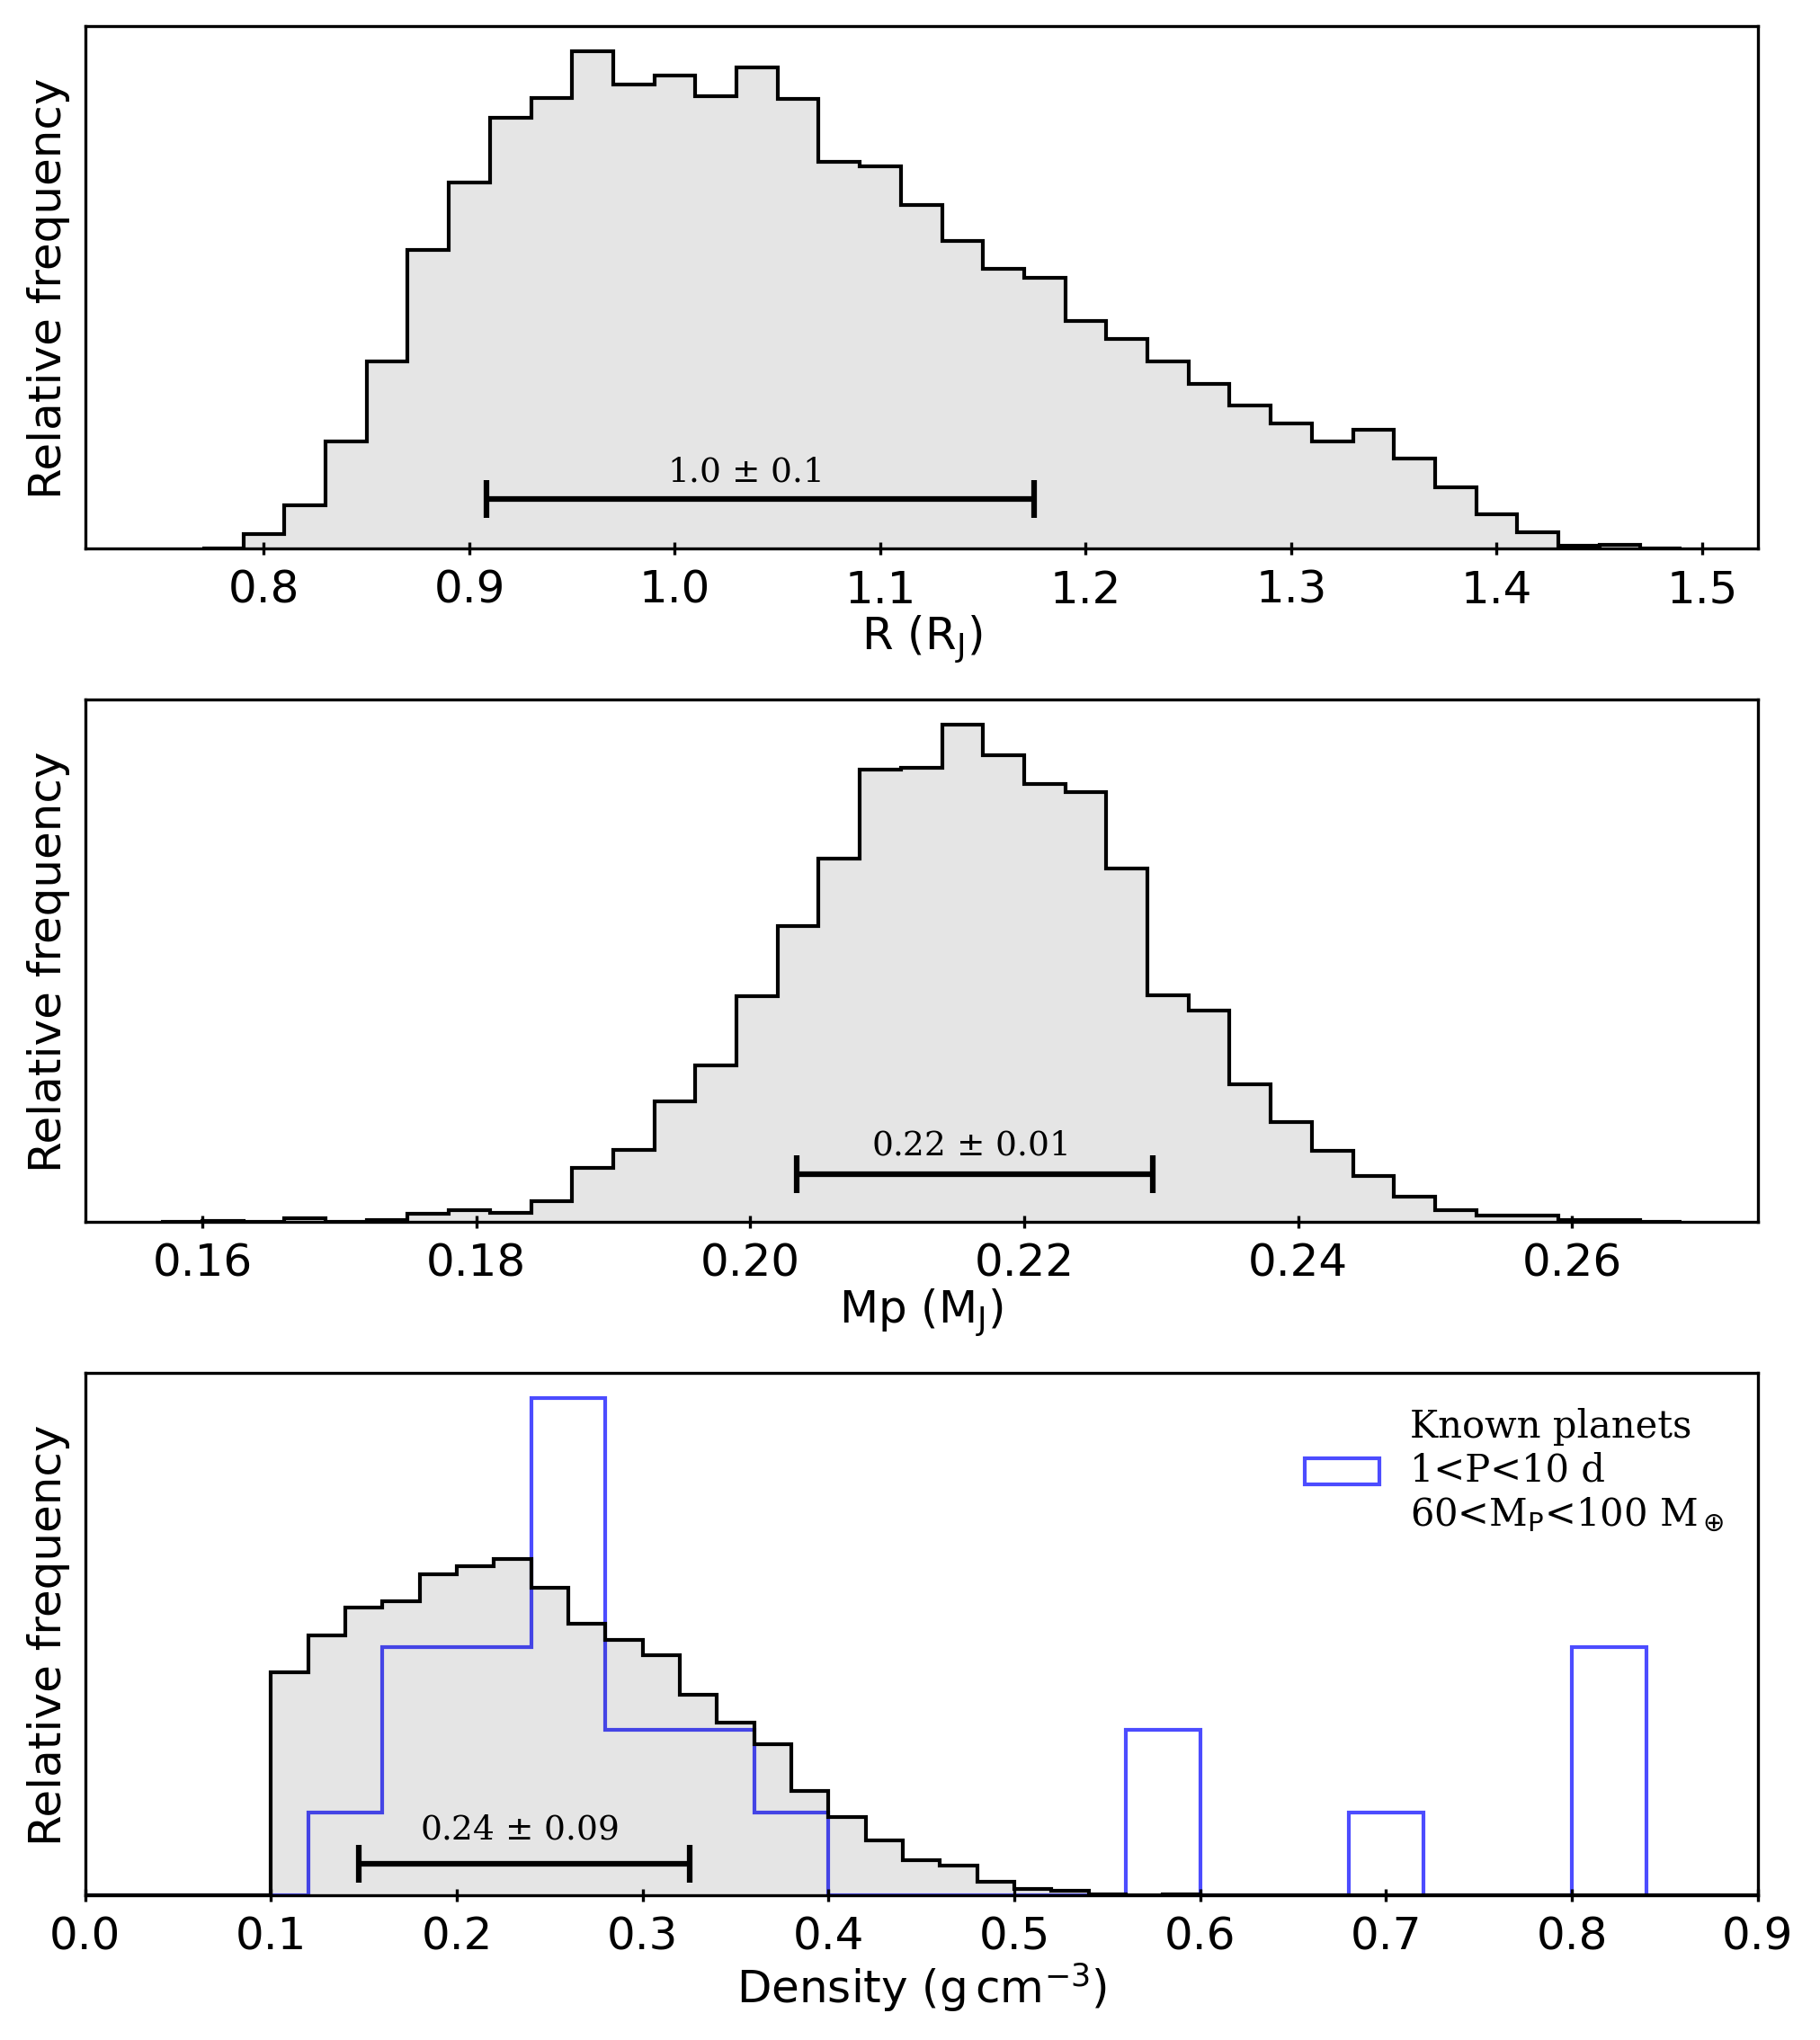 Relative frequency
1.0 ± 0.1
0.8 0.9 1.0 1.1 1.2 1.3 1.4 1.5
R (R_J)
Relative frequency
0.22 ± 0.01
0.16 0.18 0.20 0.22 0.24 0.26
Mp (M_J)
Relative frequency
Known planets
1<P<10 d
60<M_P<100 M_⊕
0.24 ± 0.09
0.0 0.1 0.2 0.3 0.4 0.5 0.6 0.7 0.8 0.9
Density (g cm⁻³)